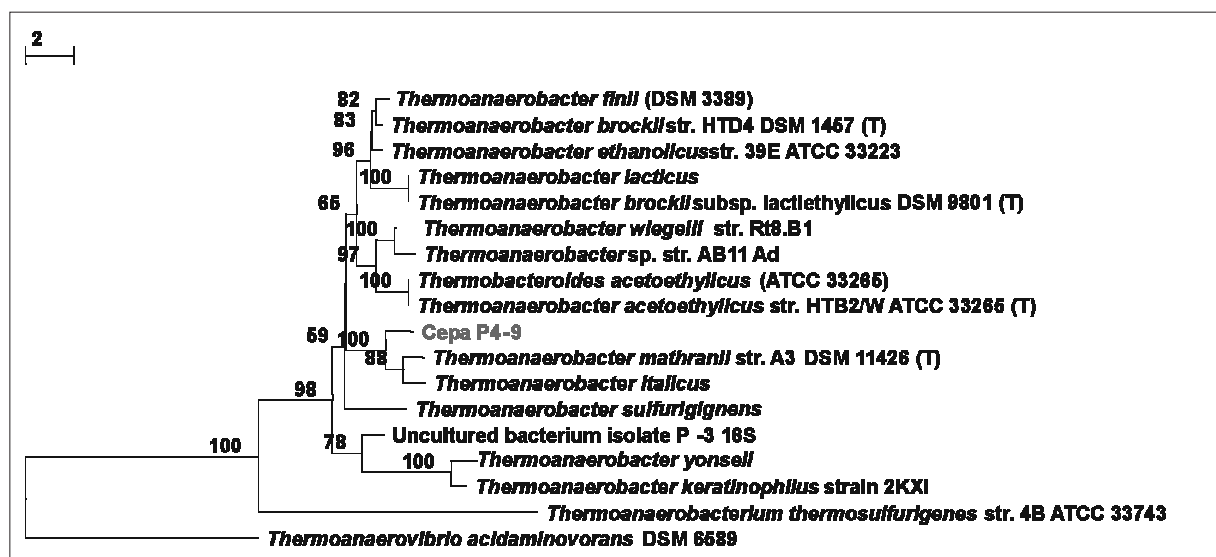 2
82 Thermoanaerobacter finii (DSM 3389)
83 Thermoanaerobacter brockii str. HTD4 DSM 1457 (T)
96 Thermoanaerobacter ethanolicus str. 39E ATCC 33223
100 Thermoanaerobacter lacticus
65 Thermoanaerobacter brockii subsp. lactiethylicus DSM 9801 (T)
100 Thermoanaerobacter wiegelii str. Rt8.B1
97 Thermoanaerobacter sp. str. AB11 Ad
100 Thermobacteroides acetoethylicus (ATCC 33265)
Thermoanaerobacter acetoethylicus str. HTB2/W ATCC 33265 (T)
59 100 Cepa P4-9
88 Thermoanaerobacter mathranii str. A3 DSM 11426 (T)
Thermoanaerobacter italicus
98 Thermoanaerobacter sulfurigignens
78 Uncultured bacterium isolate P -3 16S
100 100 Thermoanaerobacter yonseii
Thermoanaerobacter keratinophilus strain 2KXI
Thermoanaerobacterium thermosulfurigenes str. 4B ATCC 33743
Thermoanaerovibrio acidaminovorans DSM 6589